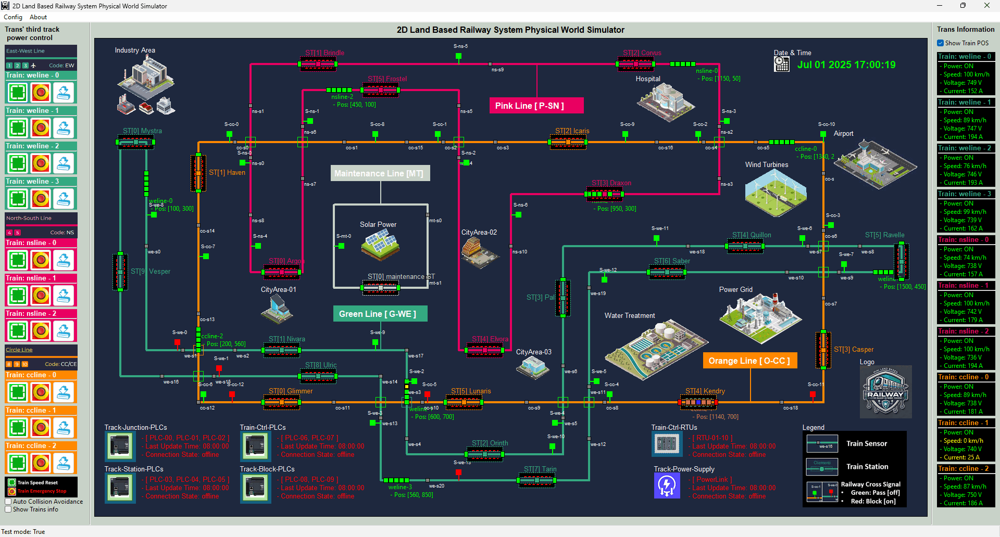 2D Land Based Railway System Physical World Simulator
Config About
Trans' third track
power control
East-West Line
1 2 3 Code: EW
Train: weline - 0
Train: weline - 1
Train: weline - 2
Train: weline - 3
North-South Line
4 5 Code: NS
Train: nsline - 0
Train: nsline - 1
Train: nsline - 2
Circle Line
8 9 10 Code: CC/CE
Train: ccline - 0
Train: ccline - 1
Train: ccline - 2
Train Speed Reset
Train Emergency Stop
Auto Collision Avoidance
Show Trains info
Test mode: True
2D Land Based Railway System Physical World Simulator
Industry Area
ST[1] Brindle
S-ns-5
ns-s9
ST[2] Corvus
nsline-0
- Pos: [1150, 50]
Date & Time
Jul 01 2025 17:00:19
ST[5] Frostel
nsline-2
- Pos: [450, 100]
Hospital
Pink Line [ P-SN ]
ns-s1
S-ns-1
ns-s5
S-ns-3
S-cc-0
ns-s6
S-cc-8
S-cc-1
ST[2] Icaris
S-cc-9
S-cc-2
ns-s2
S-cc-10
Airport
ST[0] Mystra
cc-s0
cc-s1
cc-s15
cc-s2
cc-s3
cc-s16
cc-s4
cc-s5
ccline-0
- Pos: [1340, 2
S-ns-0
ns-s0
S-ns-2
Wind Turbines
ST[1] Haven
Maintenance Line [MT]
ns-s7
ST[3] Draxon
ns-s3
cc-s
weline-0
- Pos: [100, 300]
S-we-8
- Pos: [950, 300]
S-ns-6
S-cc-3
ns-s8
mt-s0
Solar Power
CityArea-02
S-we-11
ST[4] Quillon
S-we-6
ST[5] Ravelle
cc-s14
S-ns-4
S-mt-0
cc-s6
S-cc-7
we-s0
ns-s10
we-s18
we-s7
we-s8
ST[9] Vesper
ST[0] Argon
ST[0] maintenance ST
mt-s1
S-we-12
ST[6] Saber
S-we-7
we-s10
we-s9
weline
- Pos: [1500, 450]
CityArea-01
ST[3] Pal
we-s19
Power Grid
cc-s7
Green Line [ G-WE ]
Water Treatment
cc-s13
S-we-0
ccline-2
- Pos: [200, 560]
ST[1] Nivara
S-we-9
ST[4] Elvora
we-s1
S-we-1
we-s2
we-s17
CityArea-03
ST[3] Casper
Orange Line [ O-CC ]
Logo
MINI LAND BASED
RAILWAY
CYBER RANGE SYSTEM
ST[8] Ulric
S-we-2
we-s6
S-we-5
we-s16
we-s15
we-s14
S-cc-6
S-cc-12
ST[0] Glimmer
we-s3
S-cc-5
ST[5] Lunaris
we-s11
S-cc-4
ST[4] Kendry
S-cc-11
cc-s12
cc-s11
cc-s10
cc-s9
cc-s8
cc-s18
- Pos: [600, 700]
- Pos: [1140, 700]
S-we-3
we-s13
S-we-4
we-s5
S-we-10
we-s4
ST[2] Orinth
we-s12
S-we-13
ST[7] Tarin
we-s20
weline-3
- Pos: [560, 850]
Track-Junction-PLCs
- [ PLC-00, PLC-01, PLC-02 ]
- Last Update Time: 08:00:00
- Connection State: offline
Train-Ctrl-PLCs
- [ PLC-06, PLC-07 ]
- Last Update Time: 08:00:00
- Connection State: offline
Track-Station-PLCs
- [ PLC-03, PLC-04, PLC-05 ]
- Last Update Time: 08:00:00
- Connection State: offline
Track-Block-PLCs
- [ PLC-08, PLC-09 ]
- Last Update Time: 08:00:00
- Connection State: offline
Train-Ctrl-RTUs
- [ RTU-01-10 ]
- Last Update Time: 08:00:00
- Connection State: offline
Track-Power-Supply
- [ PowerLink ]
- Last Update Time: 08:00:00
- Connection State: offline
Legend
we-s16
Train Sensor
Train Station
S-cc-1
S-we-0
Railway Cross Signal
• Green: Pass [off]
• Red: Block [on]
Trans Information
Show Train POS
Train: weline - 0
- Power: ON
- Speed: 100 km/h
- Voltage: 749 V
- Current: 152 A
Train: weline - 1
- Power: ON
- Speed: 89 km/h
- Voltage: 747 V
- Current: 194 A
Train: weline - 2
- Power: ON
- Speed: 76 km/h
- Voltage: 746 V
- Current: 193 A
Train: weline - 3
- Power: ON
- Speed: 99 km/h
- Voltage: 739 V
- Current: 162 A
Train: nsline - 0
- Power: ON
- Speed: 74 km/h
- Voltage: 738 V
- Current: 157 A
Train: nsline - 1
- Power: ON
- Speed: 100 km/h
- Voltage: 742 V
- Current: 179 A
Train: nsline - 2
- Power: ON
- Speed: 100 km/h
- Voltage: 736 V
- Current: 194 A
Train: ccline - 0
- Power: ON
- Speed: 89 km/h
- Voltage: 738 V
- Current: 181 A
Train: ccline - 1
- Power: ON
- Speed: 0 km/h
- Voltage: 740 V
- Current: 25 A
Train: ccline - 2
- Power: ON
- Speed: 87 km/h
- Voltage: 750 V
- Current: 186 A